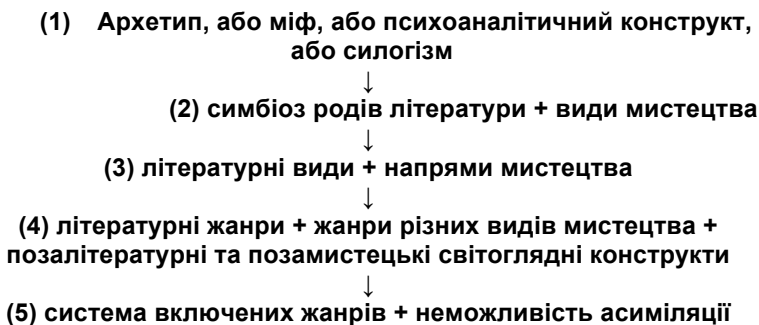 (1) Архетип, або міф, або психоаналітичний конструкт,
або силогізм
↓
(2) симбіоз родів літератури + види мистецтва
↓
(3) літературні види + напрями мистецтва
↓
(4) літературні жанри + жанри різних видів мистецтва +
позалітературні та позамистецькі світоглядні конструкти
↓
(5) система включених жанрів + неможливість асиміляції